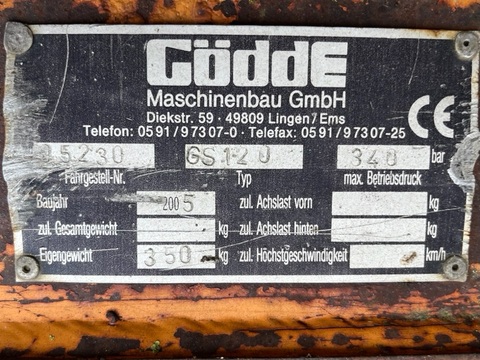 GöddE
Maschinenbau GmbH
Diekstr. 59 · 49809 Lingen/Ems
Telefon: 05 91 / 9 73 07-0 · Telefax: 05 91 / 9 73 07-25
CE
35230 GS120 340 bar
Fahrgestell-Nr. Typ max. Betriebsdruck
Baujahr 2005 zul. Achslast vorn kg
zul. Gesamtgewicht kg zul. Achslast hinten kg
Eigengewicht 350 kg zul. Höchstgeschwindigkeit km/h